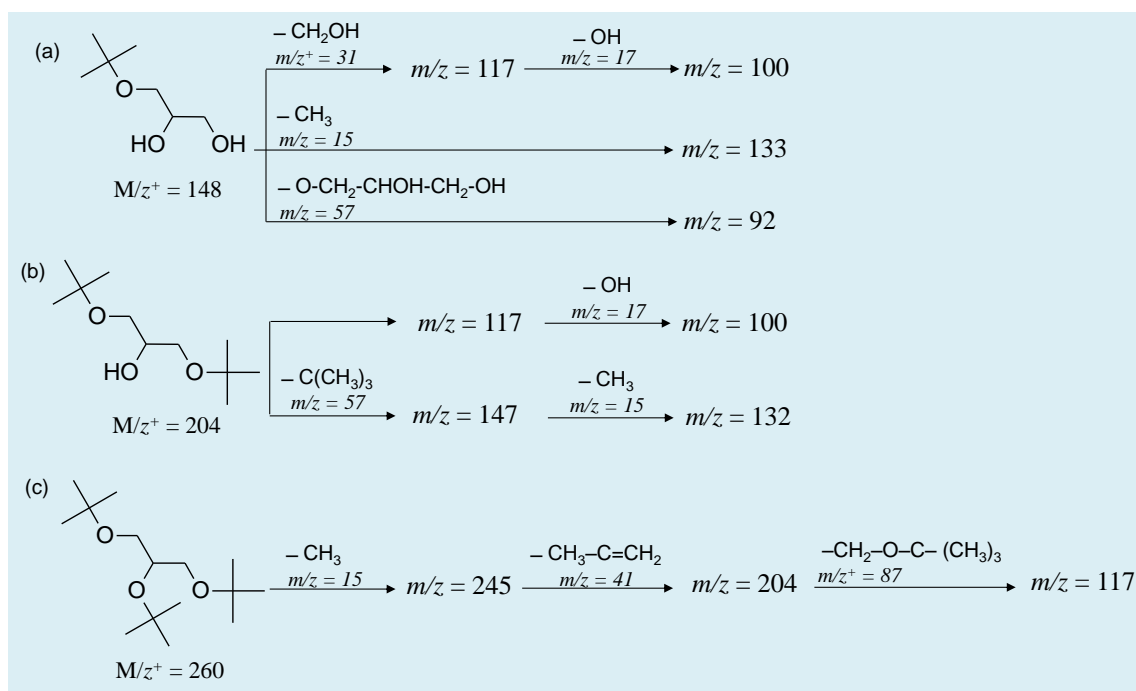 (a)
O
HO OH
M/z⁺ = 148
– CH₂OH
m/z⁺ = 31
m/z = 117
– OH
m/z = 17
m/z = 100
– CH₃
m/z = 15
m/z = 133
– O-CH₂-CHOH-CH₂-OH
m/z = 57
m/z = 92
(b)
O
HO O
M/z⁺ = 204
m/z = 117
– OH
m/z = 17
m/z = 100
– C(CH₃)₃
m/z = 57
m/z = 147
– CH₃
m/z = 15
m/z = 132
(c)
O
O O
M/z⁺ = 260
– CH₃
m/z = 15
m/z = 245
– CH₃–C=CH₂
m/z = 41
m/z = 204
–CH₂–O–C– (CH₃)₃
m/z⁺ = 87
m/z = 117